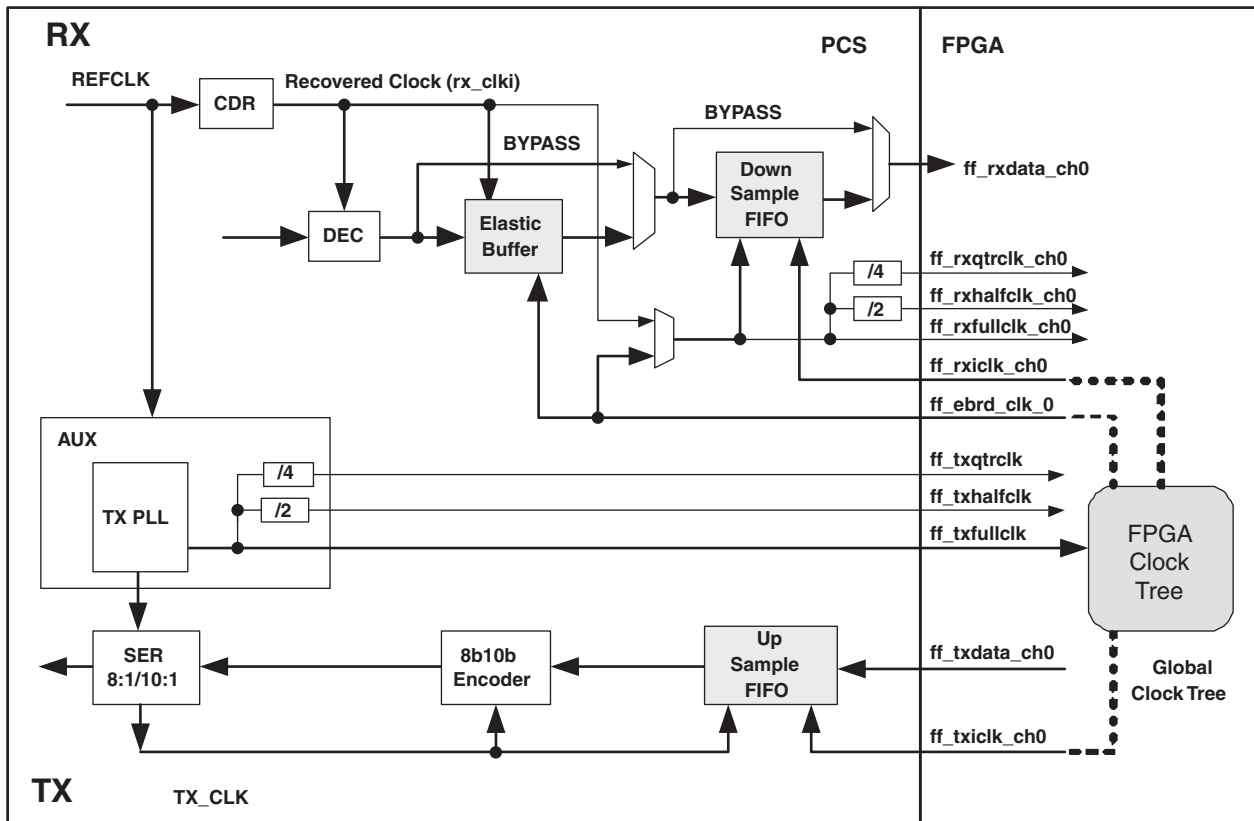 RX
PCS
FPGA
REFCLK
CDR
Recovered Clock (rx_clki)
BYPASS
BYPASS
ff_rxdata_ch0
Down
Sample
FIFO
DEC
Elastic
Buffer
/4
ff_rxqtrclk_ch0
/2
ff_rxhalfclk_ch0
ff_rxfullclk_ch0
ff_rxiclk_ch0
ff_ebrd_clk_0
AUX
TX PLL
/4
ff_txqtrclk
/2
ff_txhalfclk
ff_txfullclk
FPGA
Clock
Tree
SER
8:1/10:1
8b10b
Encoder
Up
Sample
FIFO
ff_txdata_ch0
Global
Clock Tree
ff_txiclk_ch0
TX
TX_CLK